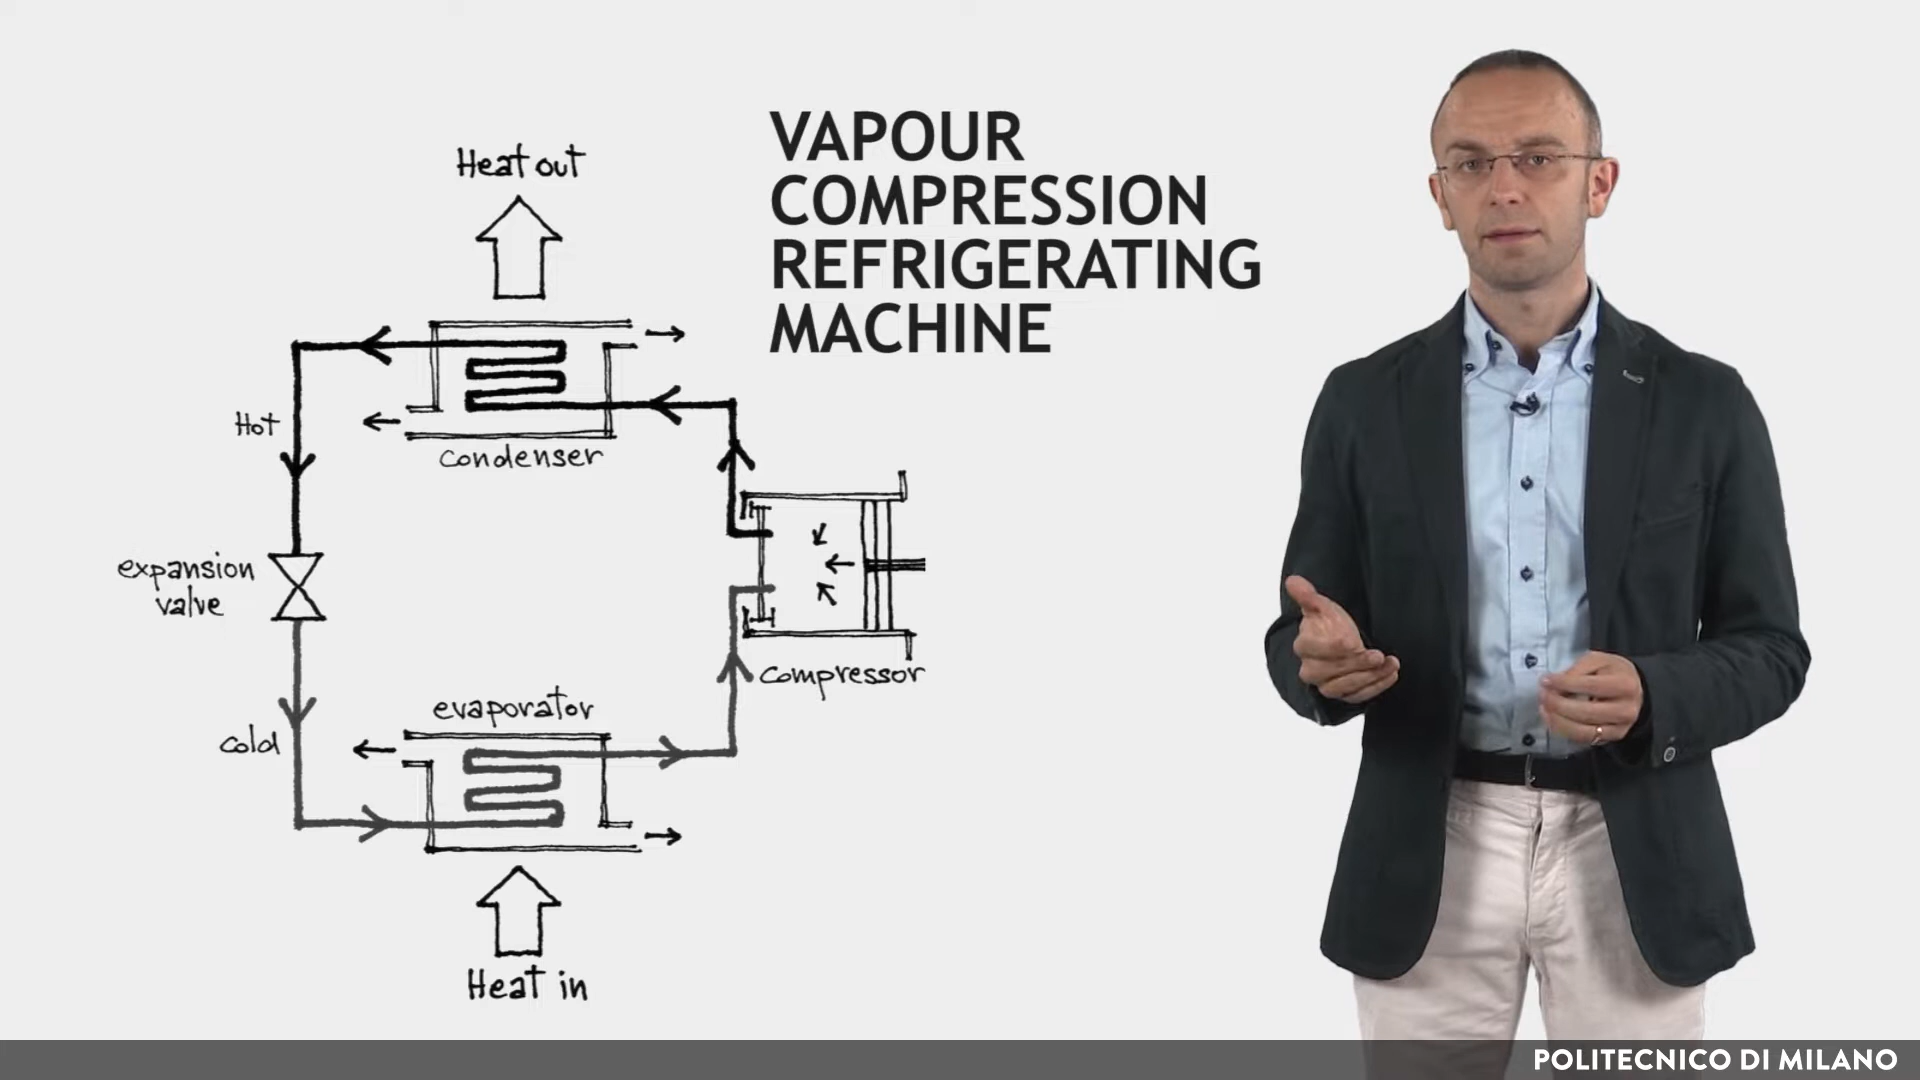 VAPOUR
COMPRESSION
REFRIGERATING
MACHINE
Heat out
Hot
condenser
expansion
valve
compressor
evaporator
cold
Heat in
POLITECNICO DI MILANO